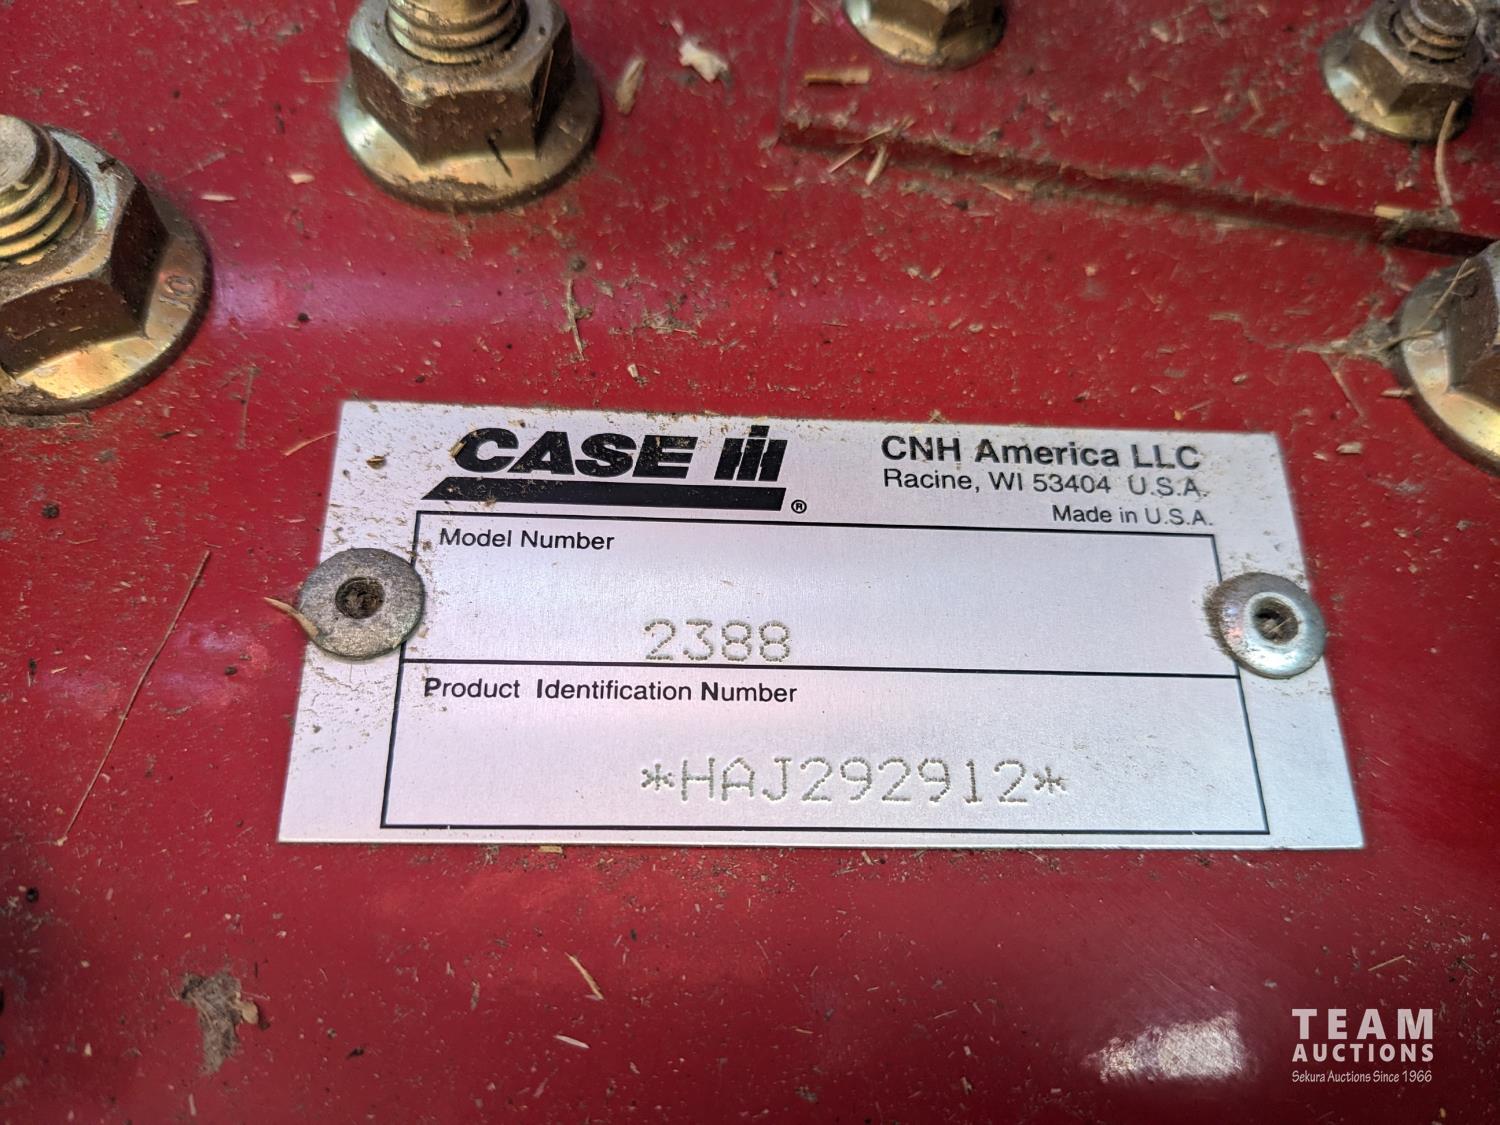 10
CASE IH
®
CNH America LLC
Racine, WI 53404 U.S.A.
Made in U.S.A.
Model Number
2388
Product Identification Number
*HAJ292912*
TEAM
AUCTIONS
Sekura Auctions Since 1966